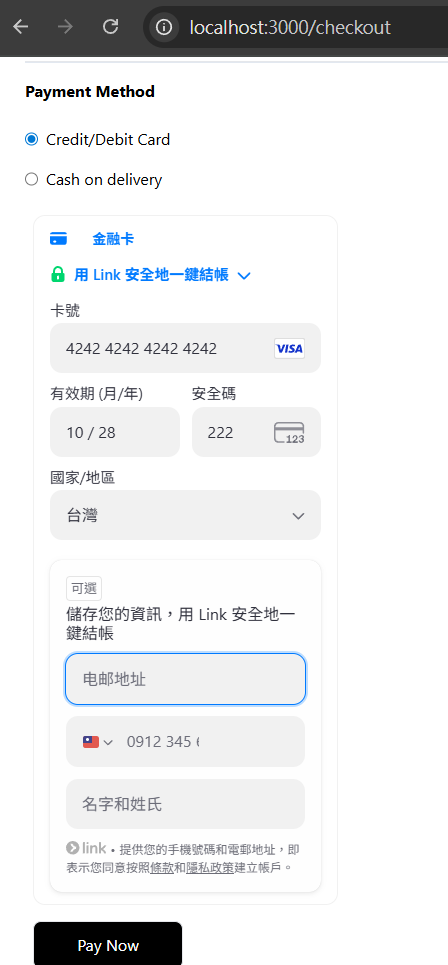 localhost:3000/checkout
Payment Method
Credit/Debit Card
Cash on delivery
金融卡
用 Link 安全地一鍵結帳
卡號
4242 4242 4242 4242 VISA
有效期 (月/年) 安全碼
10 / 28 222 123
國家/地區
台灣
可選
儲存您的資訊，用 Link 安全地一
鍵結帳
电邮地址
0912 345
名字和姓氏
link • 提供您的手機號碼和電郵地址，即
表示您同意按照條款和隱私政策建立帳戶。
Pay Now